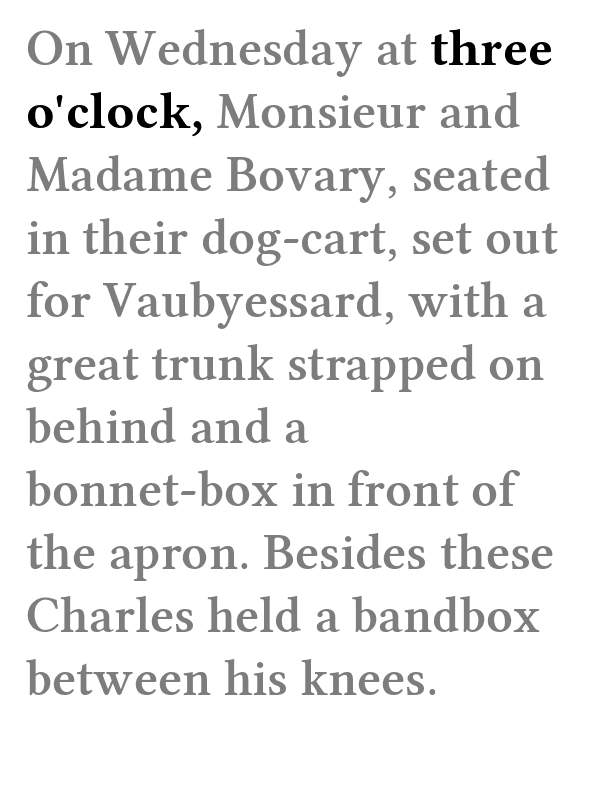 On Wednesday at three
o'clock, Monsieur and
Madame Bovary, seated
in their dog-cart, set out
for Vaubyessard, with a
great trunk strapped on
behind and a
bonnet-box in front of
the apron. Besides these
Charles held a bandbox
between his knees.